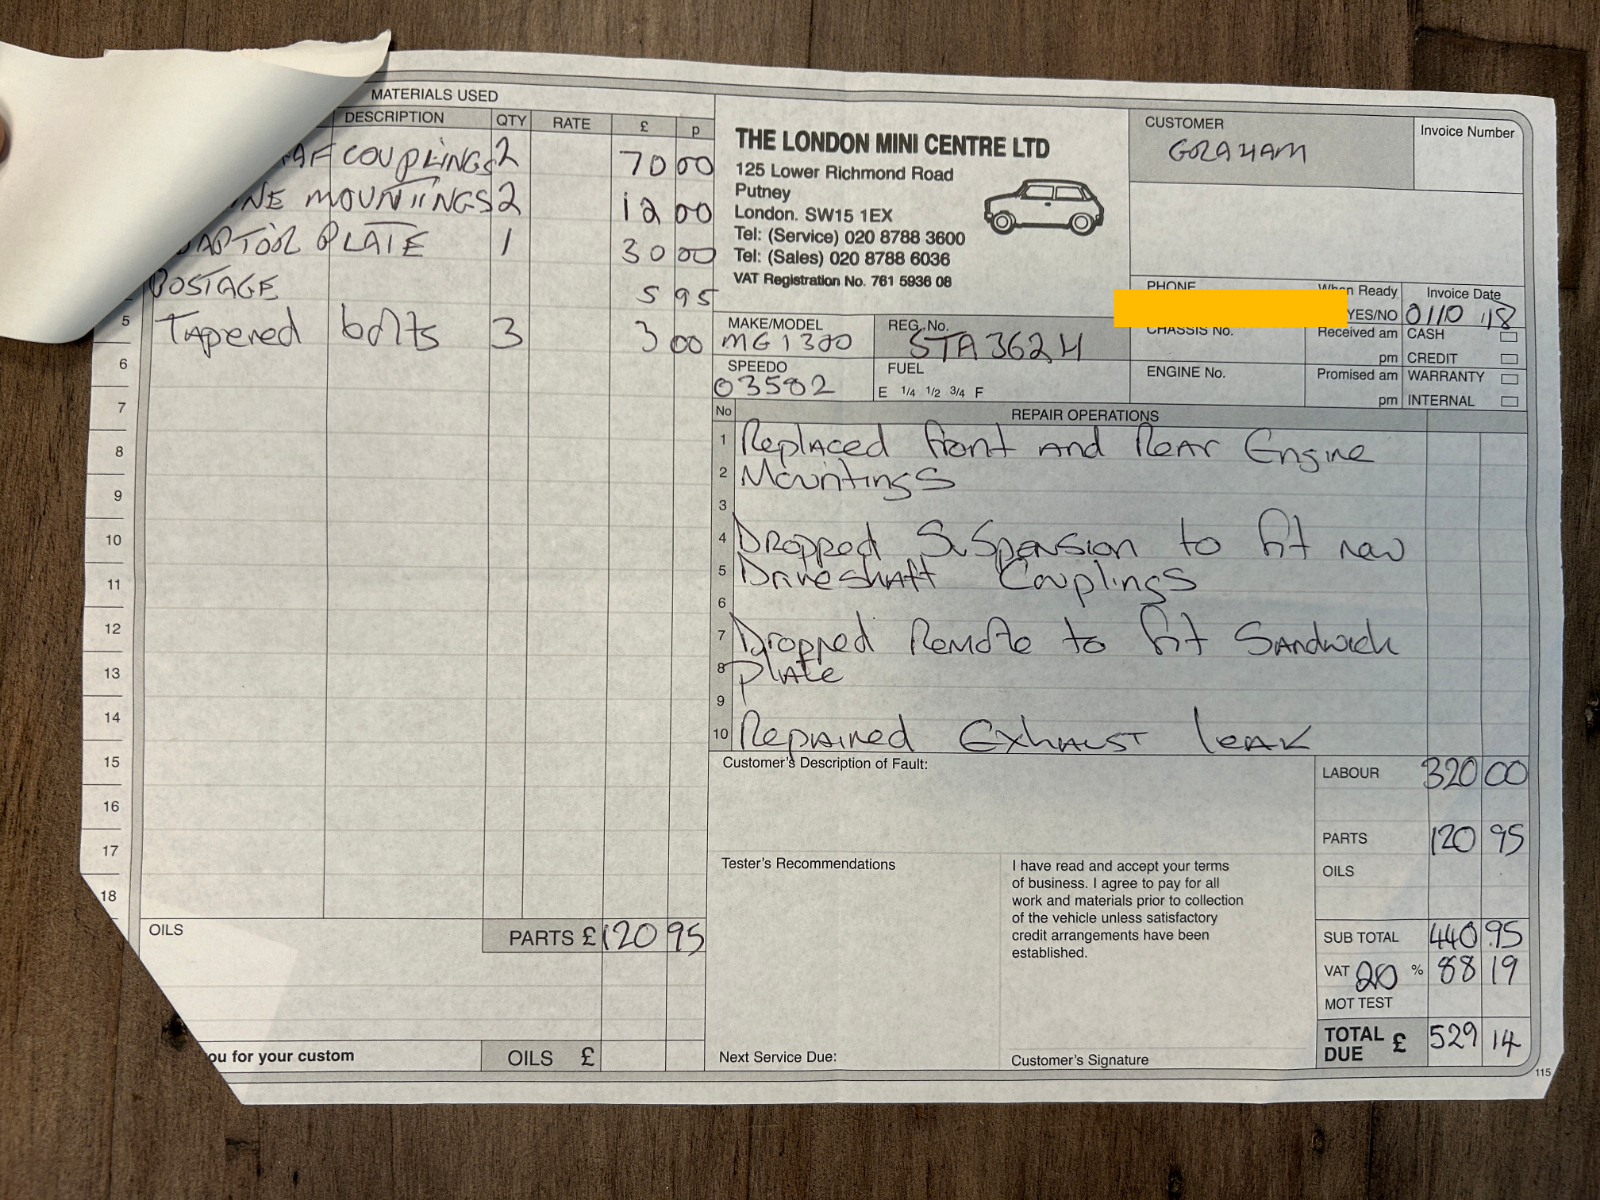 MATERIALS USED
DESCRIPTION QTY RATE £ p
COUPLINGS 2 70 00
MOUNTINGS 2 12 00
PLATE 1 30 00
POSTAGE 5 95
5 Tapered bolts 3 3 00
6
7
8
9
10
11
12
13
14
15
16
17
18
OILS PARTS £ 120 95
for your custom OILS £
THE LONDON MINI CENTRE LTD
125 Lower Richmond Road
Putney
London. SW15 1EX
Tel: (Service) 020 8788 3600
Tel: (Sales) 020 8788 6036
VAT Registration No. 761 5936 08
CUSTOMER
GRAHAM
Invoice Number
PHONE When Ready Invoice Date
YES/NO 0110 18
MAKE/MODEL
MG 1300
REG. No.
STA 362H
CHASSIS No. Received am CASH
pm CREDIT
SPEEDO
03502
FUEL
E 1/4 1/2 3/4 F
ENGINE No. Promised am WARRANTY
pm INTERNAL
No REPAIR OPERATIONS
1 Replaced front and Rear Engine
2 Mountings
3
4 Dropped Suspension to fit new
5 Driveshaft Couplings
6
7 Dropped Remote to fit Sandwich
8 plate
9
10 Repaired Exhaust leak
Customer's Description of Fault:
Tester's Recommendations
Next Service Due:
I have read and accept your terms
of business. I agree to pay for all
work and materials prior to collection
of the vehicle unless satisfactory
credit arrangements have been
established.
Customer's Signature
LABOUR 320 00
PARTS 120 95
OILS
SUB TOTAL 440.95
VAT 20 % 88 19
MOT TEST
TOTAL DUE £ 529 14
115